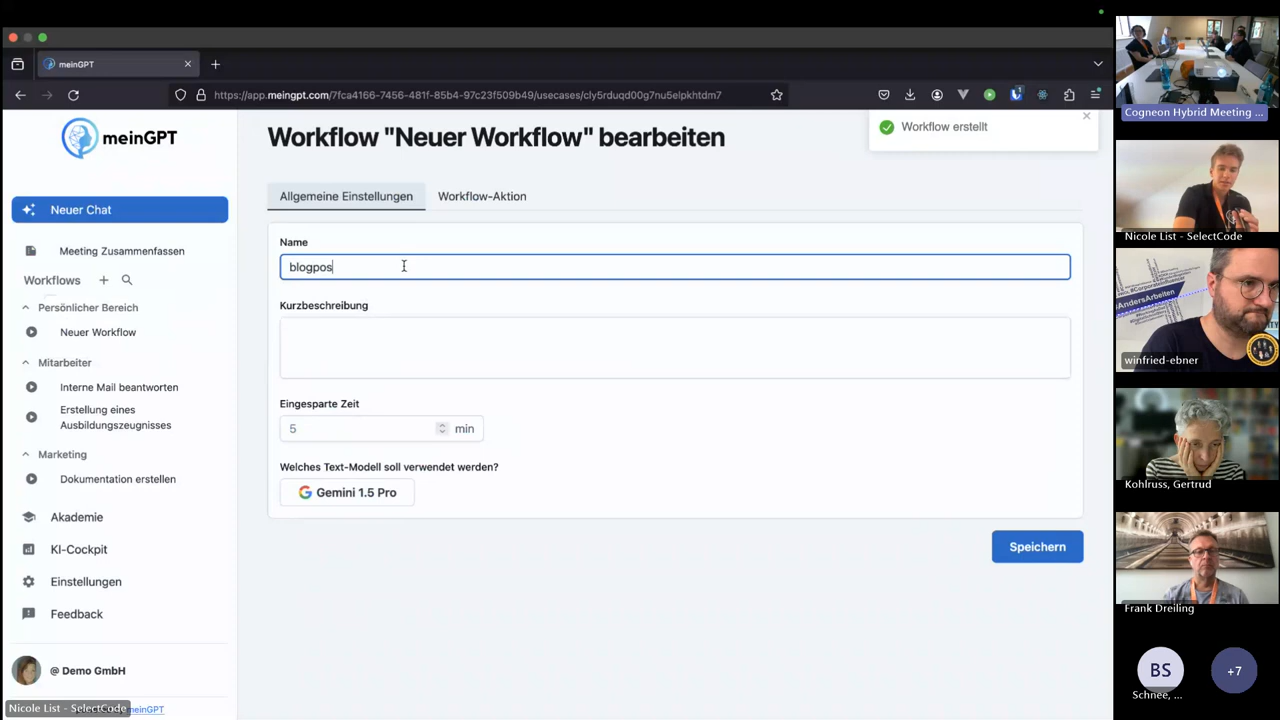 meinGPT
https://app.meingpt.com/7fca4166-7456-481f-85b4-97c23f509b49/usecases/cly5rduqd00g7nu5elpkhtdm7
meinGPT
Neuer Chat
Meeting Zusammenfassen
Workflows
Persönlicher Bereich
Neuer Workflow
Mitarbeiter
Interne Mail beantworten
Erstellung eines
Ausbildungszeugnisses
Marketing
Dokumentation erstellen
Akademie
KI-Cockpit
Einstellungen
Feedback
@ Demo GmbH
Nicole List - SelectCode
meinGPT
Workflow "Neuer Workflow" bearbeiten
Workflow erstellt
Allgemeine Einstellungen
Workflow-Aktion
Name
blogpos
Kurzbeschreibung
Eingesparte Zeit
5
min
Welches Text-Modell soll verwendet werden?
Gemini 1.5 Pro
Speichern
Cogneon Hybrid Meeting ...
Nicole List - SelectCode
#CorporateInfluencer
#AndersArbeiten
winfried-ebner
Kohlruss, Gertrud
Frank Dreiling
BS
Schnee, ...
+7